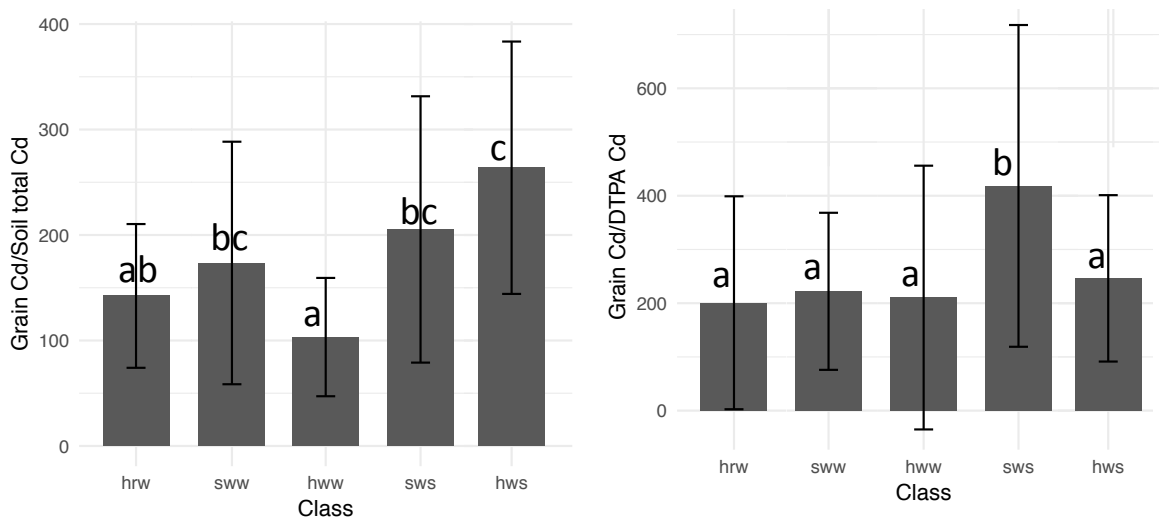 Grain Cd/Soil total Cd
400
300
200
100
0
ab
bc
a
bc
c
hrw sww hww sws hws
Class
Grain Cd/DTPA Cd
600
400
200
0
a
a
a
b
a
hrw sww hww sws hws
Class